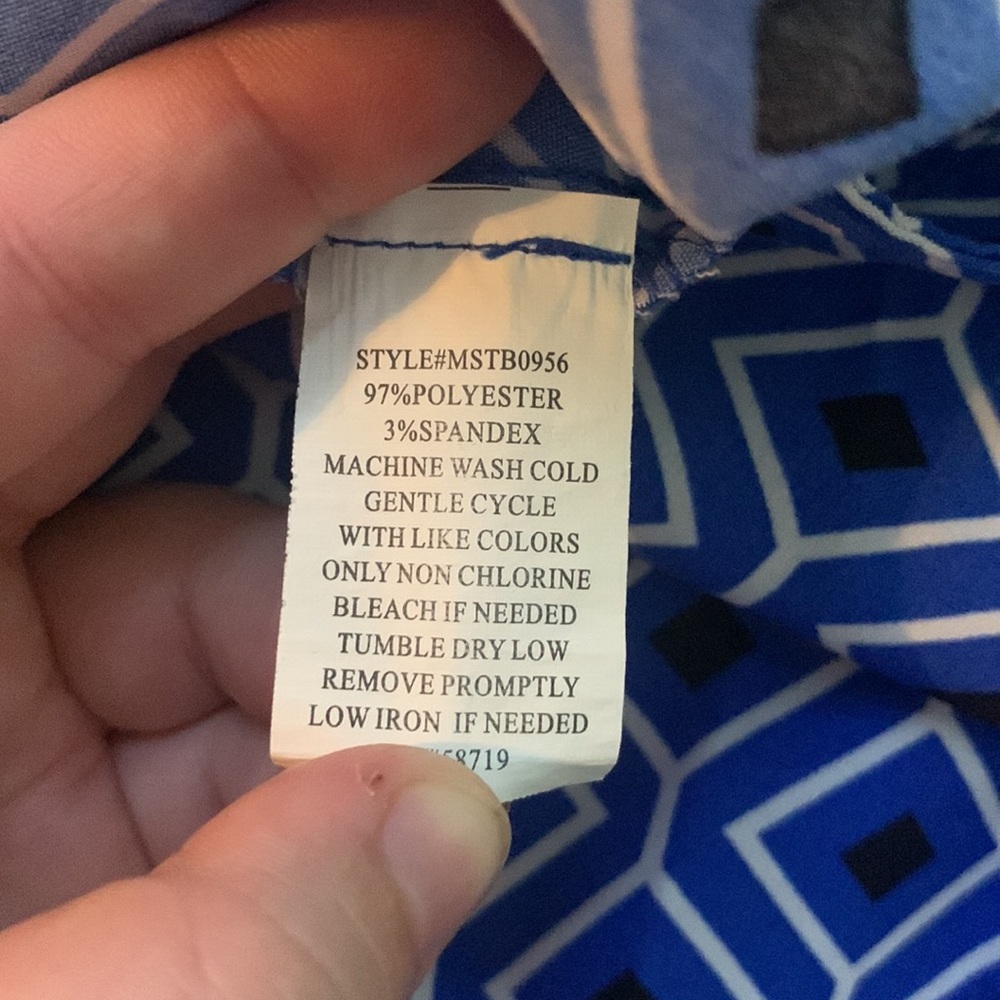 STYLE#MSTB0956
97%POLYESTER
3%SPANDEX
MACHINE WASH COLD
GENTLE CYCLE
WITH LIKE COLORS
ONLY NON CHLORINE
BLEACH IF NEEDED
TUMBLE DRY LOW
REMOVE PROMPTLY
LOW IRON IF NEEDED
58719